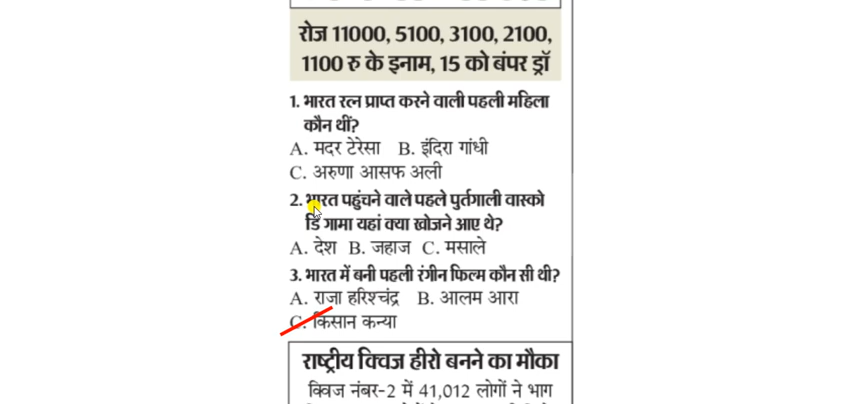 रोज 11000, 5100, 3100, 2100,
1100 रु के इनाम, 15 को बंपर ड्रॉ
1. भारत रत्न प्राप्त करने वाली पहली महिला
कौन थीं?
A. मदर टेरेसा B. इंदिरा गांधी
C. अरुणा आसफ अली
2. भारत पहुंचने वाले पहले पुर्तगाली वास्को
डि गामा यहां क्या खोजने आए थे?
A. देश B. जहाज C. मसाले
3. भारत में बनी पहली रंगीन फिल्म कौन सी थी?
A. राजा हरिश्चंद्र B. आलम आरा
C. किसान कन्या
राष्ट्रीय क्विज हीरो बनने का मौका
क्विज नंबर-2 में 41,012 लोगों ने भाग